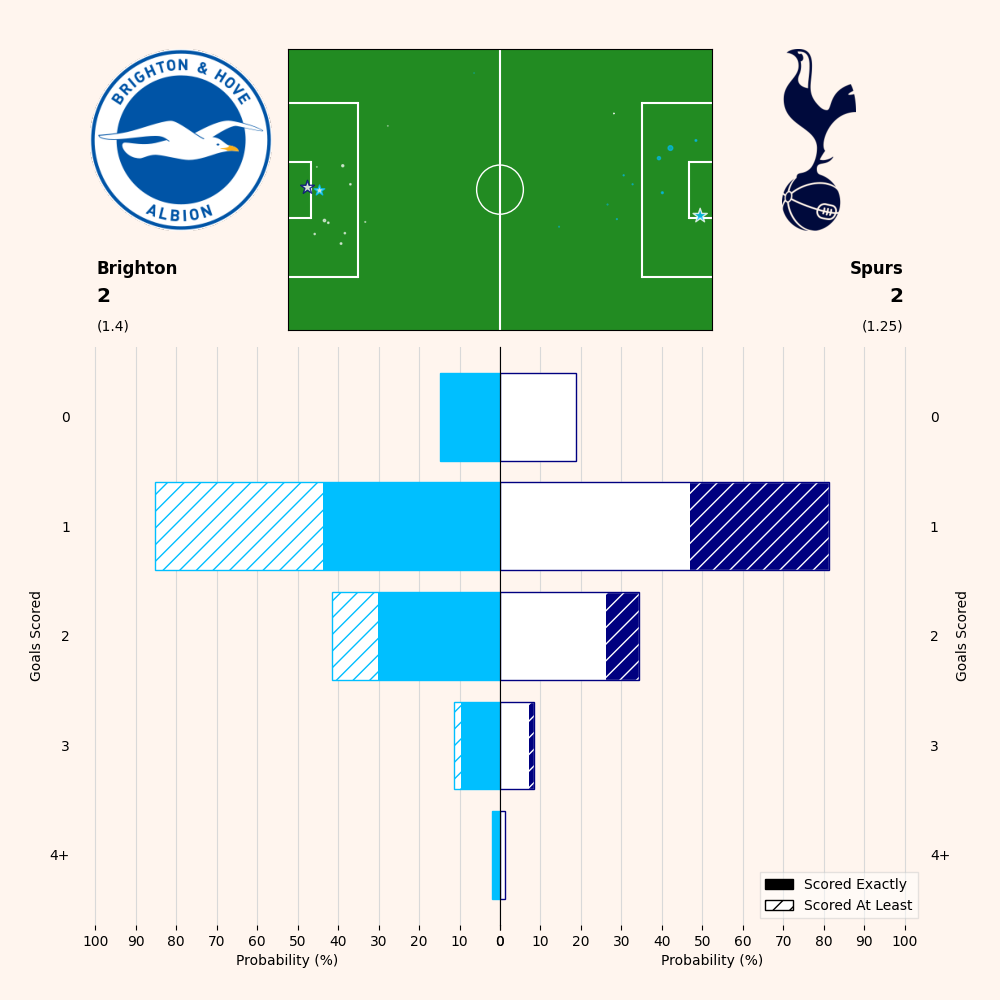 BRIGHTON & HOVE
ALBION
Brighton
2
(1.4)
Spurs
2
(1.25)
0
1
2
3
4+
Goals Scored
0
1
2
3
4+
Goals Scored
Scored Exactly
Scored At Least
100 90 80 70 60 50 40 30 20 10 0 10 20 30 40 50 60 70 80 90 100
Probability (%)
Probability (%)